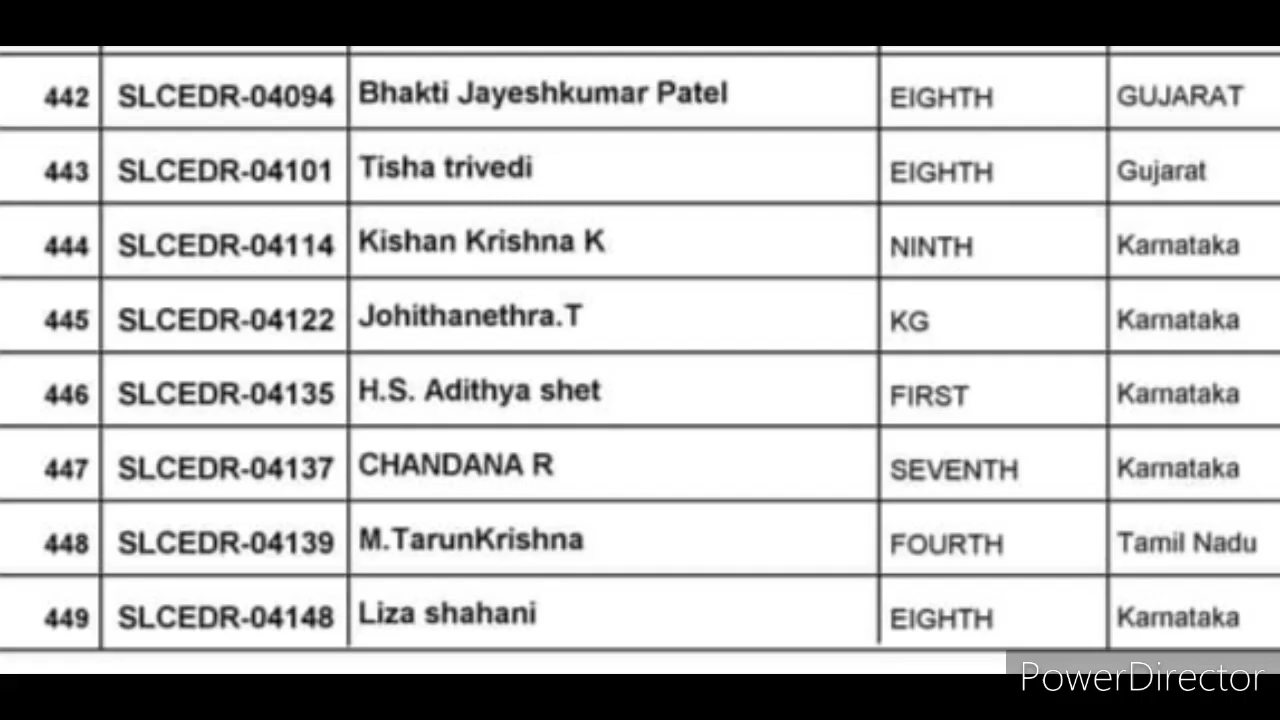 442 SLCEDR-04094 Bhakti Jayeshkumar Patel EIGHTH GUJARAT
443 SLCEDR-04101 Tisha trivedi EIGHTH Gujarat
444 SLCEDR-04114 Kishan Krishna K NINTH Karnataka
445 SLCEDR-04122 Johithanethra.T KG Karnataka
446 SLCEDR-04135 H.S. Adithya shet FIRST Karnataka
447 SLCEDR-04137 CHANDANA R SEVENTH Karnataka
448 SLCEDR-04139 M.TarunKrishna FOURTH Tamil Nadu
449 SLCEDR-04148 Liza shahani EIGHTH Karnataka
PowerDirector